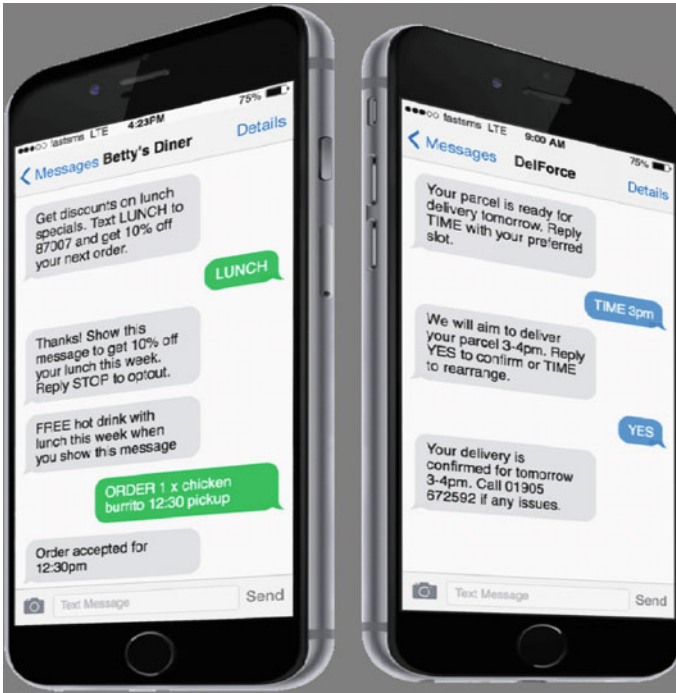 ●●●○○ fastsms LTE 4:23PM 75%
Messages Betty's Diner Details
Get discounts on lunch
specials. Text LUNCH to
87007 and get 10% off
your next order.
LUNCH
Thanks! Show this
message to get 10% off
your lunch this week.
Reply STOP to optout.
FREE hot drink with
lunch this week when
you show this message
ORDER 1 x chicken
burrito 12:30 pickup
Order accepted for
12:30pm
Text Message Send
●●●○○ fastsms LTE 9:00 AM 75%
Messages DelForce Details
Your parcel is ready for
delivery tomorrow. Reply
TIME with your preferred
slot.
TIME 3pm
We will aim to deliver
your parcel 3-4pm. Reply
YES to confirm or TIME
to rearrange.
YES
Your delivery is
confirmed for tomorrow
3-4pm. Call 01905
672592 if any issues.
Text Message Send